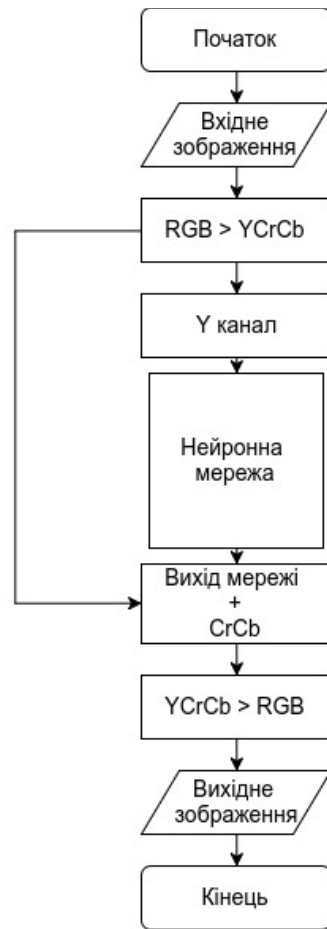 Початок
Вхідне
зображення
RGB > YCrCb
Y канал
Нейронна
мережа
Вихід мережі
+
CrCb
YCrCb > RGB
Вихідне
зображення
Кінець